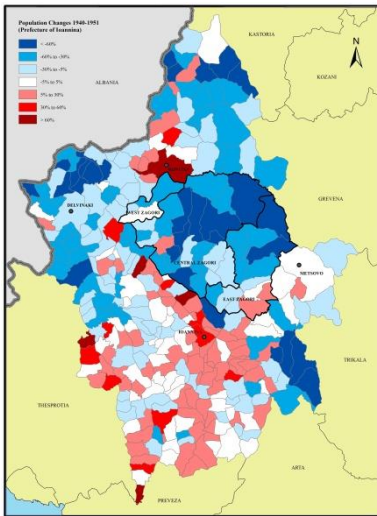 Population Changes 1940-1951
(Prefecture of Ioannina)
< -60%
-60% to -30%
-30% to -5%
-5% to 5%
5% to 30%
30% to 60%
> 60%
N
KASTORIA
KOZANI
ALBANIA
GREVENA
DELVINAKI
WEST ZAGORI
CENTRAL ZAGORI
METSOVO
EAST ZAGORI
TRIKALA
THESPROTIA
ARTA
PREVEZA